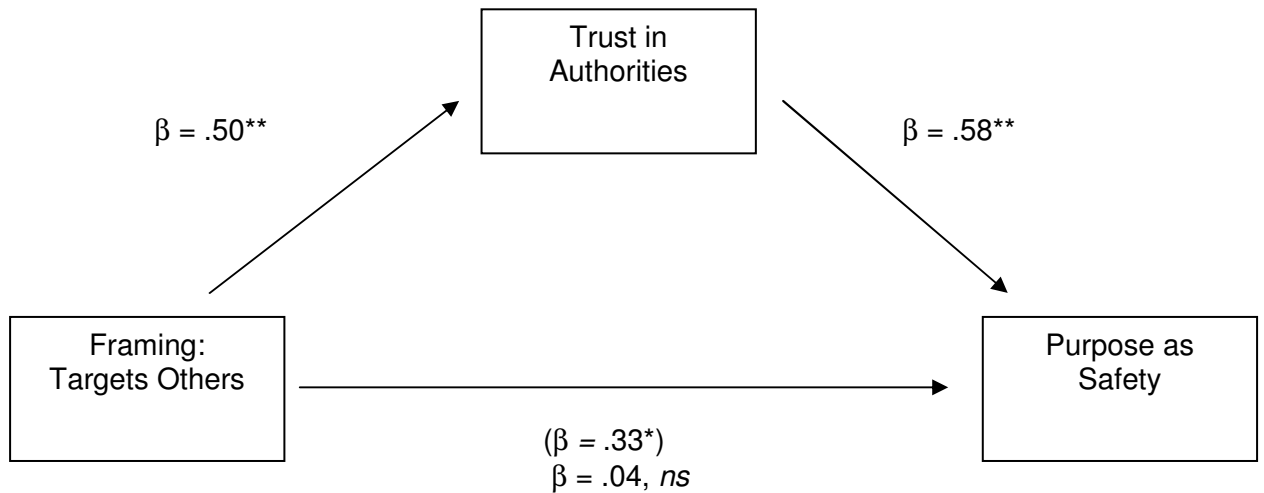 Trust in
Authorities
β = .50**
β = .58**
Framing:
Targets Others
Purpose as
Safety
(β = .33*)
β = .04, ns